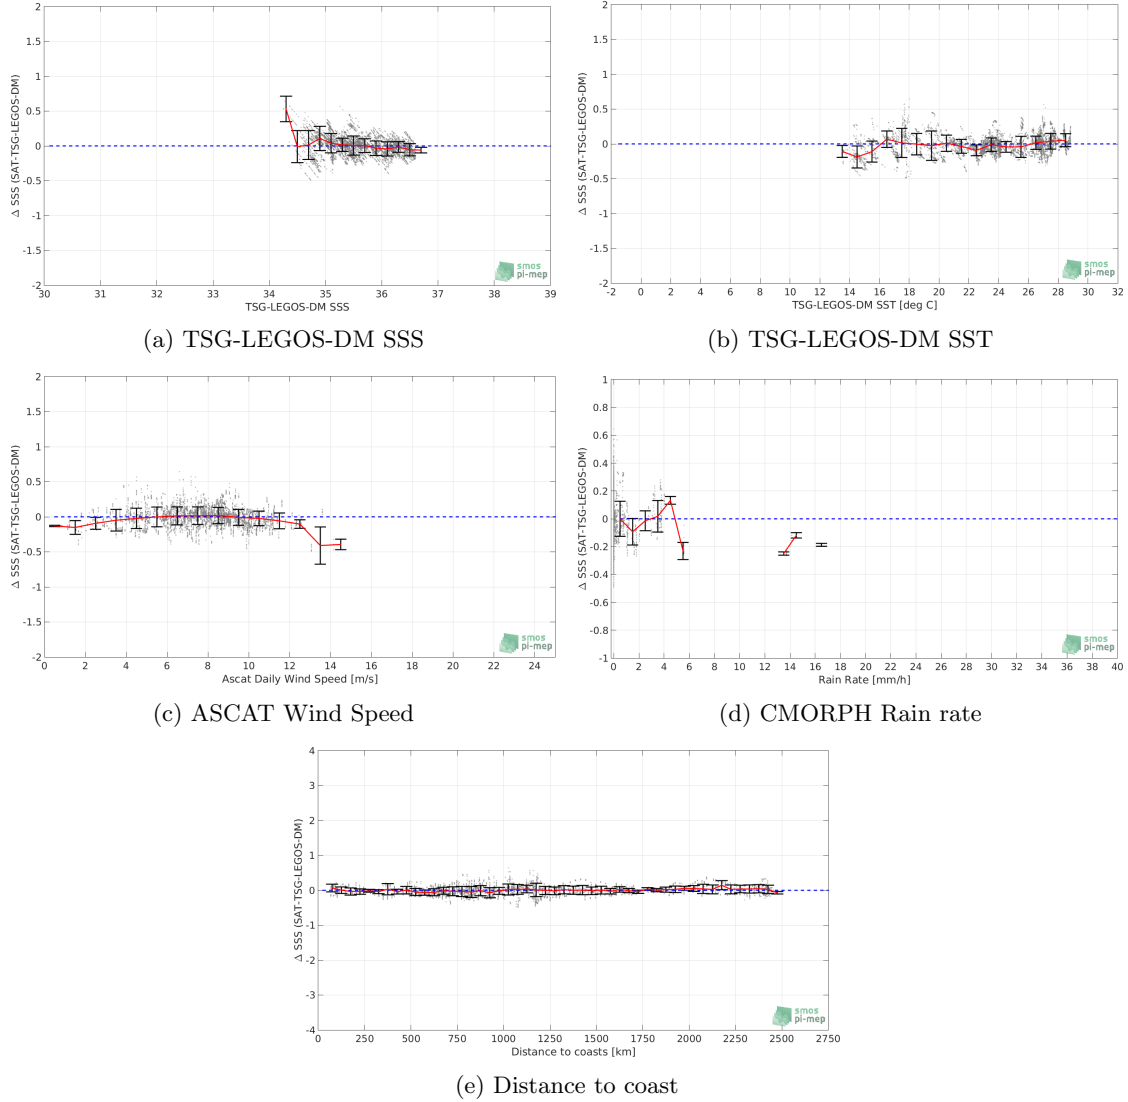 2
1.5
1
0.5
0
-0.5
-1
-1.5
-2
Δ SSS (SAT-TSG-LEGOS-DM)
30 31 32 33 34 35 36 37 38 39
TSG-LEGOS-DM SSS
smos
pi-mep
(a) TSG-LEGOS-DM SSS
2
1.5
1
0.5
0
-0.5
-1
-1.5
-2
Δ SSS (SAT-TSG-LEGOS-DM)
-2 0 2 4 6 8 10 12 14 16 18 20 22 24 26 28 30 32
TSG-LEGOS-DM SST [deg C]
smos
pi-mep
(b) TSG-LEGOS-DM SST
2
1.5
1
0.5
0
-0.5
-1
-1.5
-2
Δ SSS (SAT-TSG-LEGOS-DM)
0 2 4 6 8 10 12 14 16 18 20 22 24
Ascat Daily Wind Speed [m/s]
smos
pi-mep
(c) ASCAT Wind Speed
1
0.8
0.6
0.4
0.2
0
-0.2
-0.4
-0.6
-0.8
-1
Δ SSS (SAT-TSG-LEGOS-DM)
0 2 4 6 8 10 12 14 16 18 20 22 24 26 28 30 32 34 36 38 40
Rain Rate [mm/h]
smos
pi-mep
(d) CMORPH Rain rate
4
3
2
1
0
-1
-2
-3
-4
Δ SSS (SAT-TSG-LEGOS-DM)
0 250 500 750 1000 1250 1500 1750 2000 2250 2500 2750
Distance to coasts [km]
smos
pi-mep
(e) Distance to coast